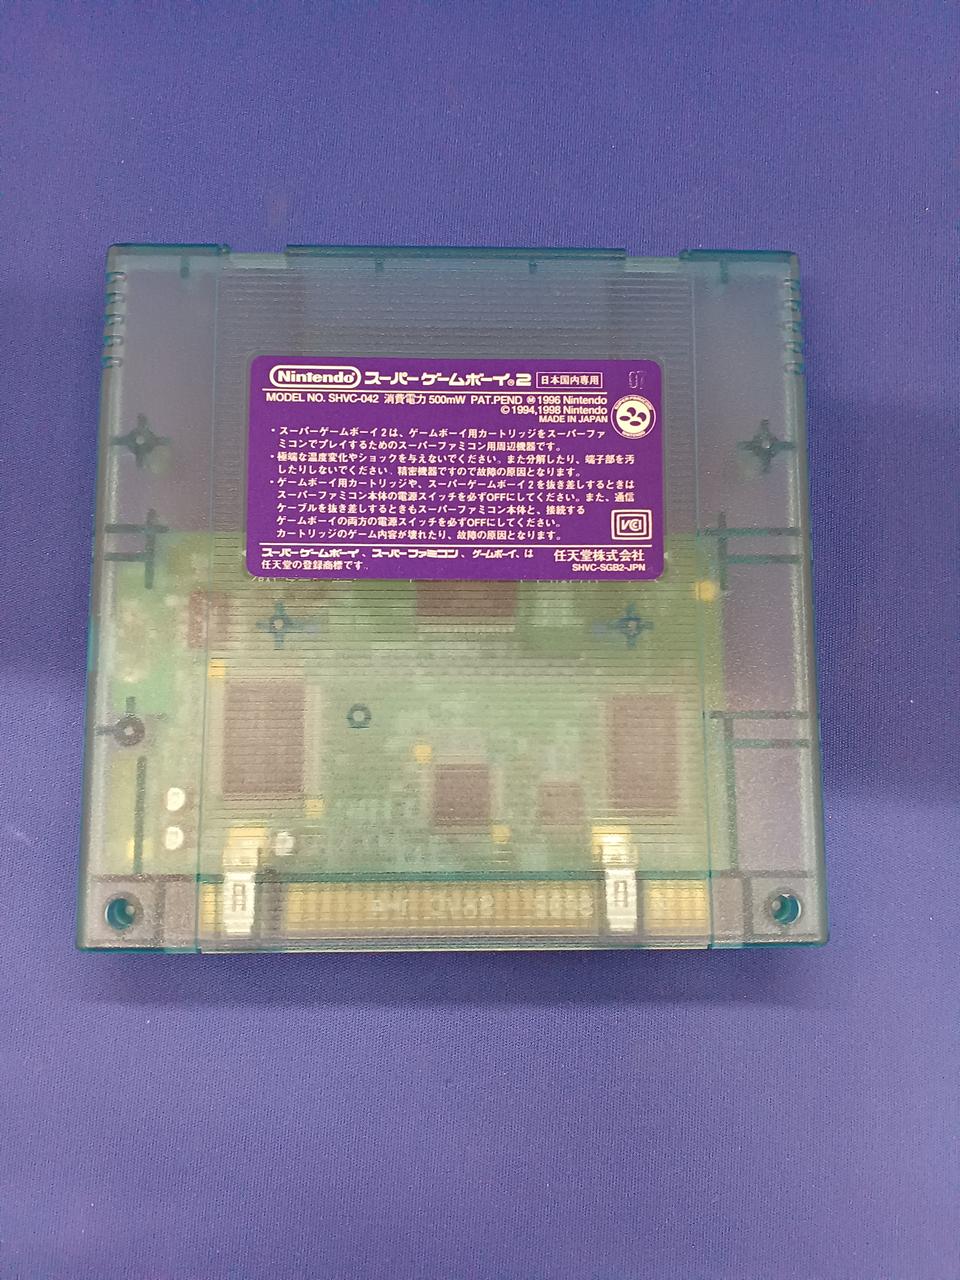 Nintendo スーパーゲームボーイ®2 日本国内専用 07
MODEL NO. SHVC-042 消費電力 500mW PAT.PEND Ⓜ1996 Nintendo
©1994,1998 Nintendo
MADE IN JAPAN
・スーパーゲームボーイ2は、ゲームボーイ用カートリッジをスーパーファ
ミコンでプレイするためのスーパーファミコン用周辺機器です。
・極端な温度変化やショックを与えないでください。また分解したり、端子部を汚
したりしないでください。精密機器ですので故障の原因となります。
・ゲームボーイ用カートリッジや、スーパーゲームボーイ2を抜き差しするときは
スーパーファミコン本体の電源スイッチを必ずOFFにしてください。また、通信
ケーブルを抜き差しするときもスーパーファミコン本体と、接続する
ゲームボーイの両方の電源スイッチを必ずOFFにしてください。
カートリッジのゲーム内容が壊れたり、故障の原因となります。
VCI
スーパーゲームボーイ、スーパーファミコン、ゲームボーイ、は
任天堂の登録商標です。
任天堂株式会社
SHVC-SGB2-JPN
A
A